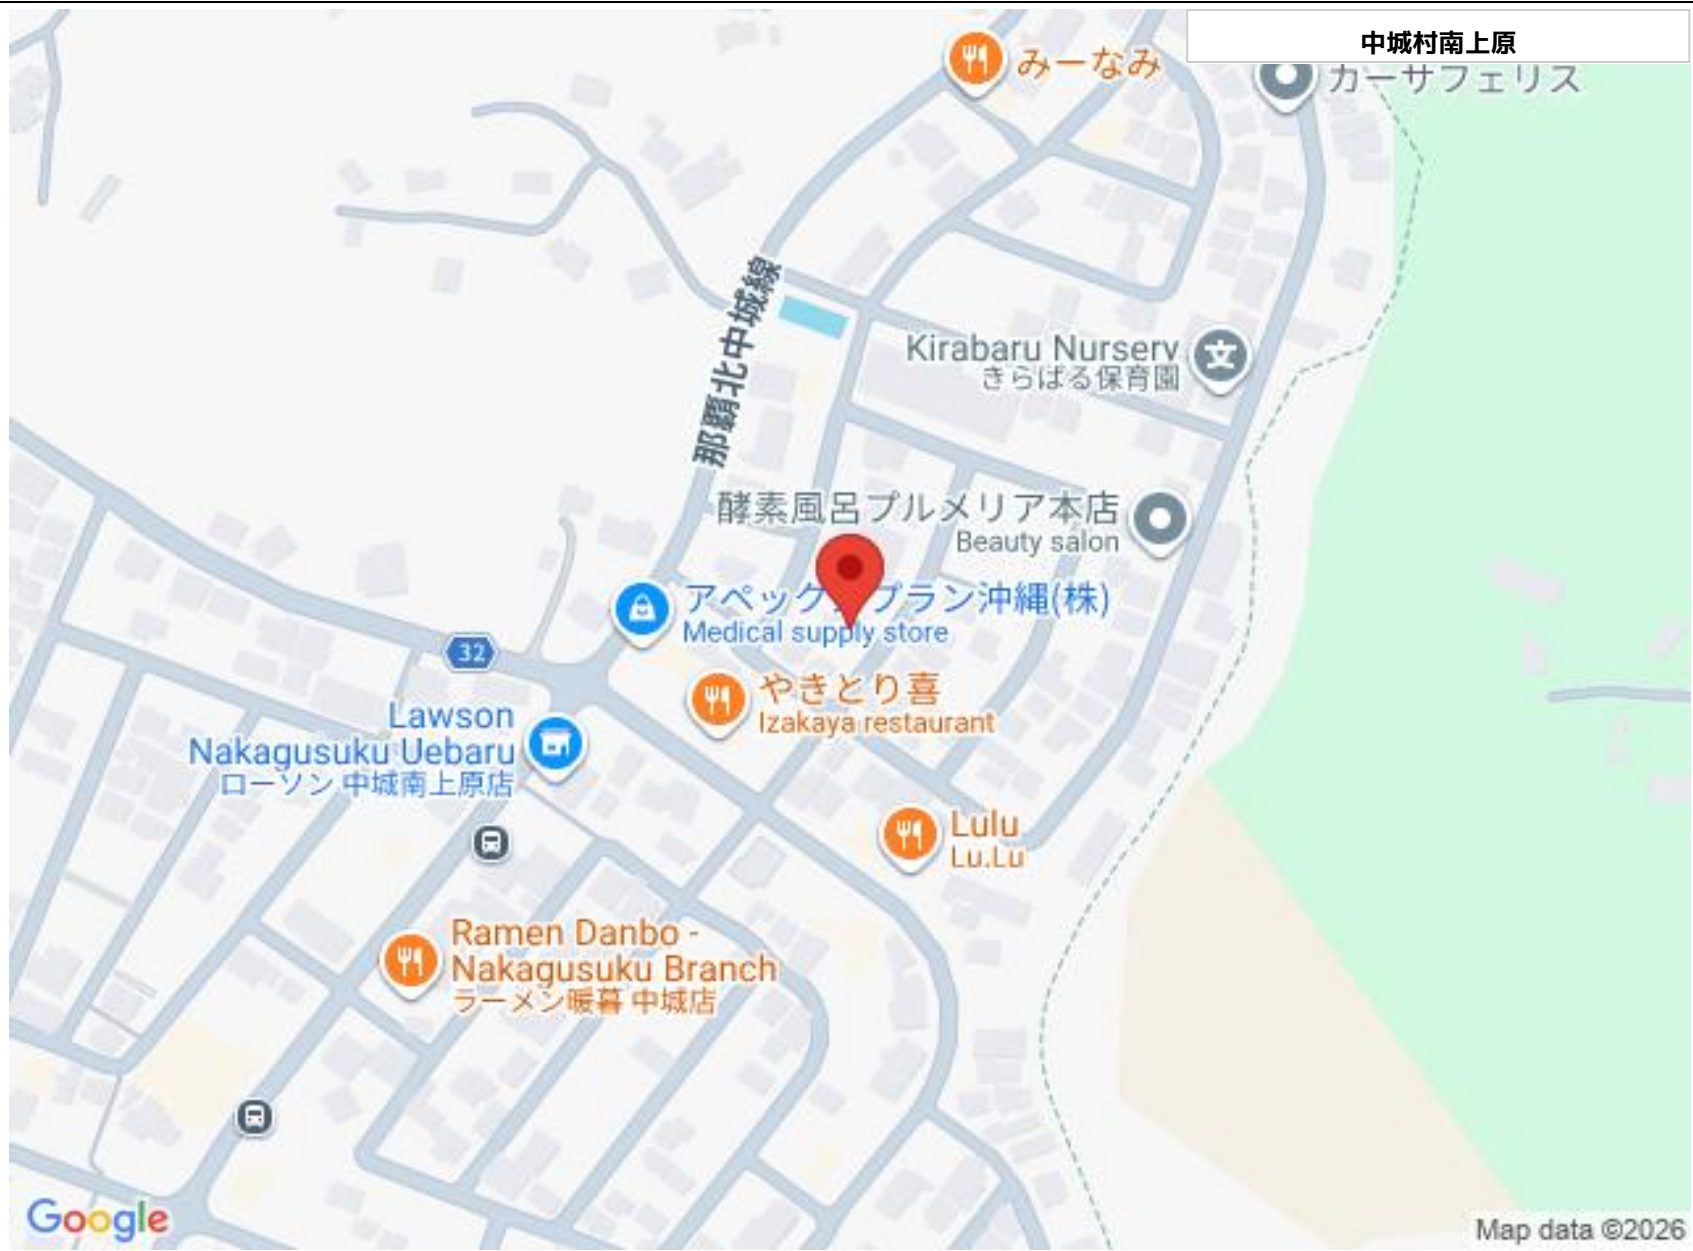 中城村南上原
みーなみ
カーサフェリス
那覇北中城線
Kirabaru Nurserv
きらばる保育園
酵素風呂プルメリア本店
Beauty salon
アペックスプラン沖縄(株)
Medical supply store
32
やきとり喜
Izakaya restaurant
Lawson
Nakagusuku Uebaru
ローソン 中城南上原店
Lulu
Lu.Lu
Ramen Danbo -
Nakagusuku Branch
ラーメン暖暮 中城店
Google
Map data ©2026